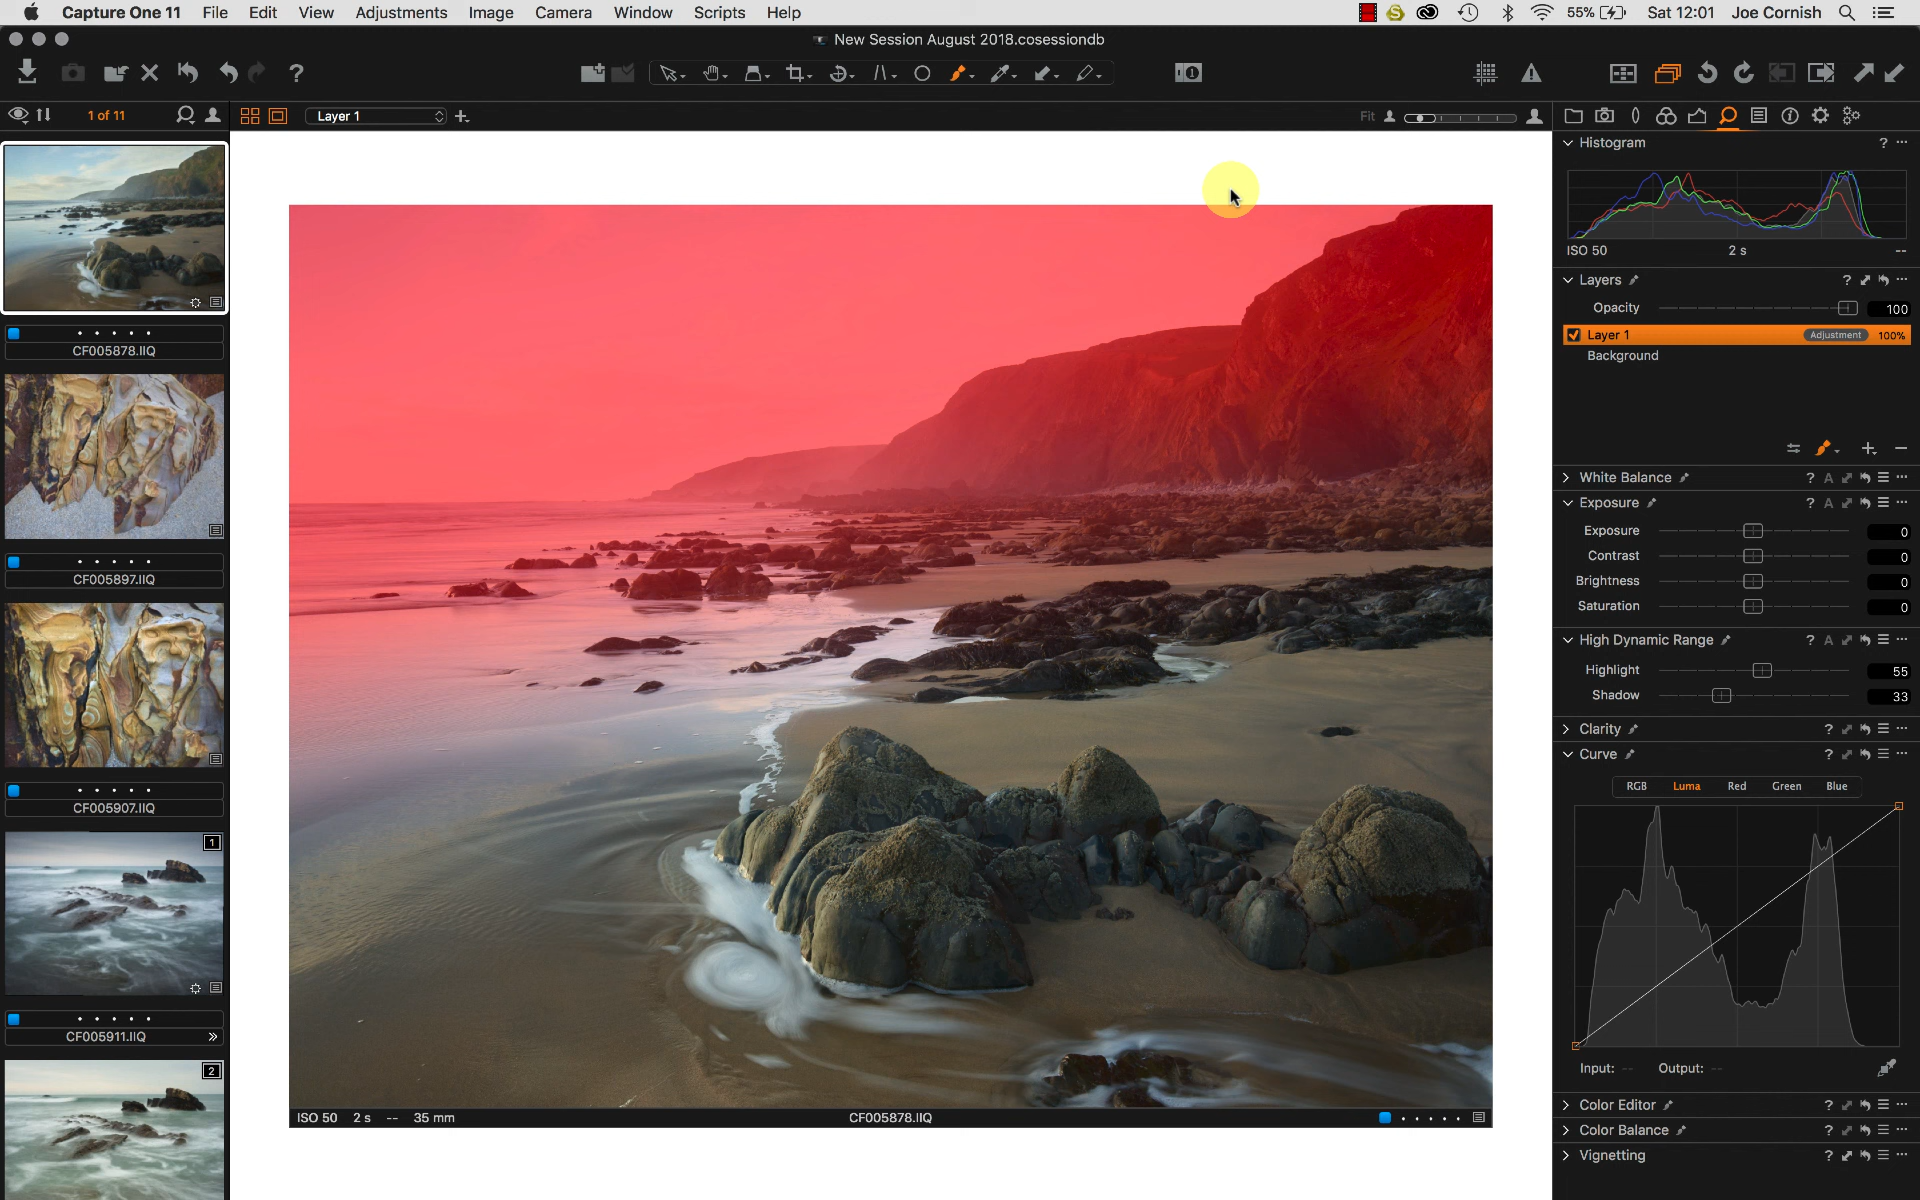 Capture One 11 File Edit View Adjustments Image Camera Window Scripts Help 55% Sat 12:01 Joe Cornish
New Session August 2018.cosessiondb
1 of 11 Layer 1 Fit
Histogram
ISO 50 2 s --
Layers
Opacity 100
Layer 1 Adjustment 100%
Background
White Balance
Exposure
Exposure 0
Contrast 0
Brightness 0
Saturation 0
High Dynamic Range
Highlight 55
Shadow 33
Clarity
Curve
RGB Luma Red Green Blue
Input: -- Output: --
Color Editor
Color Balance
Vignetting
CF005878.IIQ
CF005897.IIQ
CF005907.IIQ
1
CF005911.IIQ
2
ISO 50 2 s -- 35 mm CF005878.IIQ